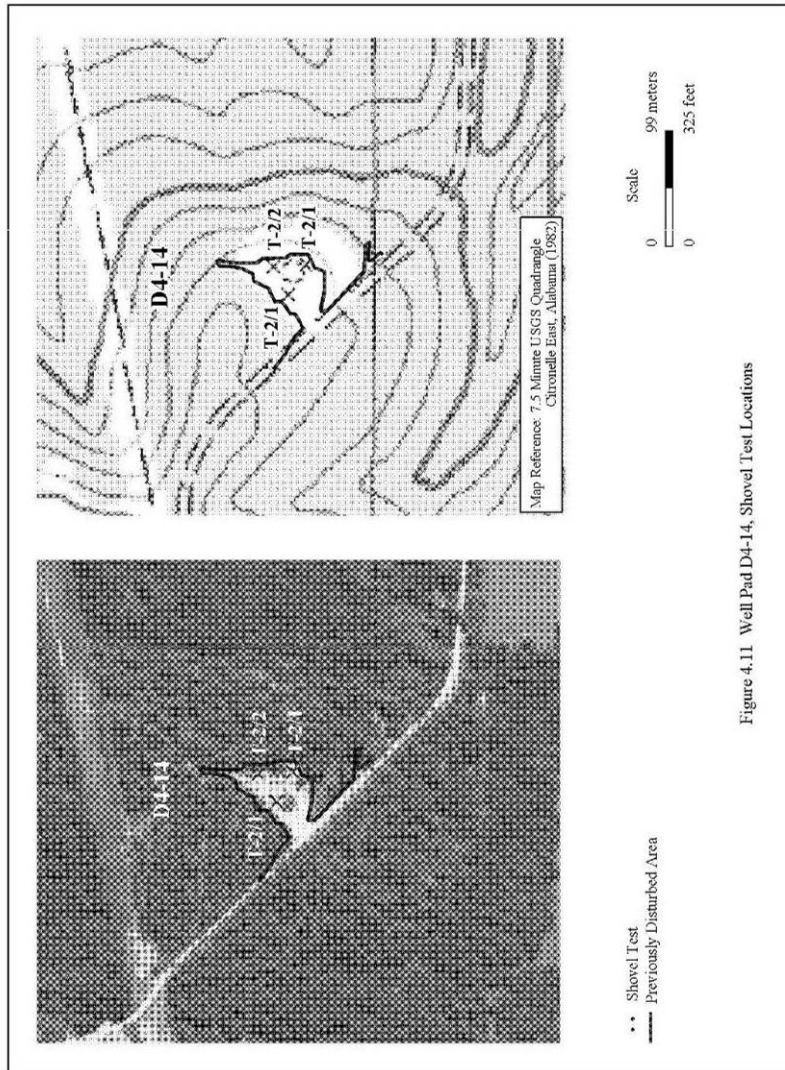 D4-14
T-2/1
T-2/2
T-2/1
D4-14
T-2/1
T-2/2
T-2/1
Map Reference: 7.5 Minute USGS Quadrangle
Citronelle East, Alabama (1982)
Shovel Test
Previously Disturbed Area
Scale
0 99 meters
0 325 feet
Figure 4.11 Well Pad D4-14, Shovel Test Locations